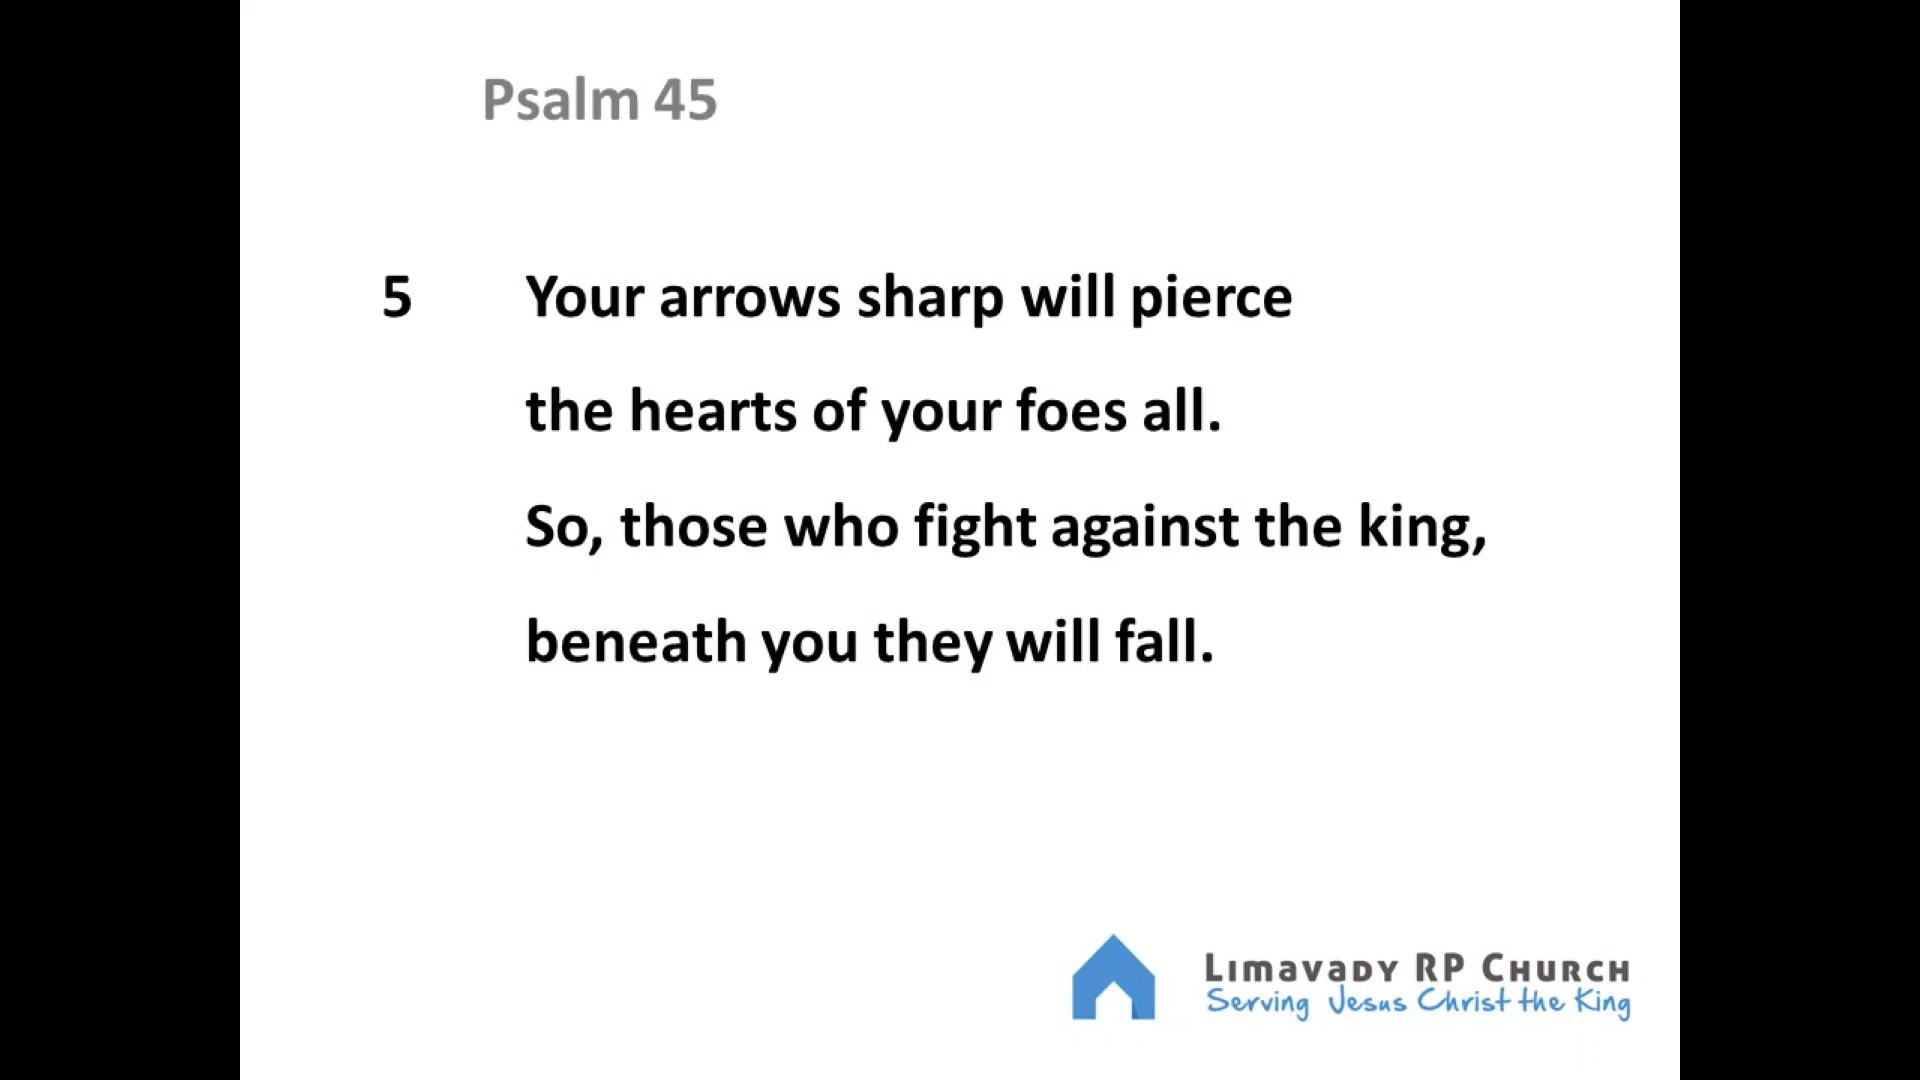 Psalm 45
5 Your arrows sharp will pierce
the hearts of your foes all.
So, those who fight against the king,
beneath you they will fall.
Limavady RP Church
Serving Jesus Christ the King